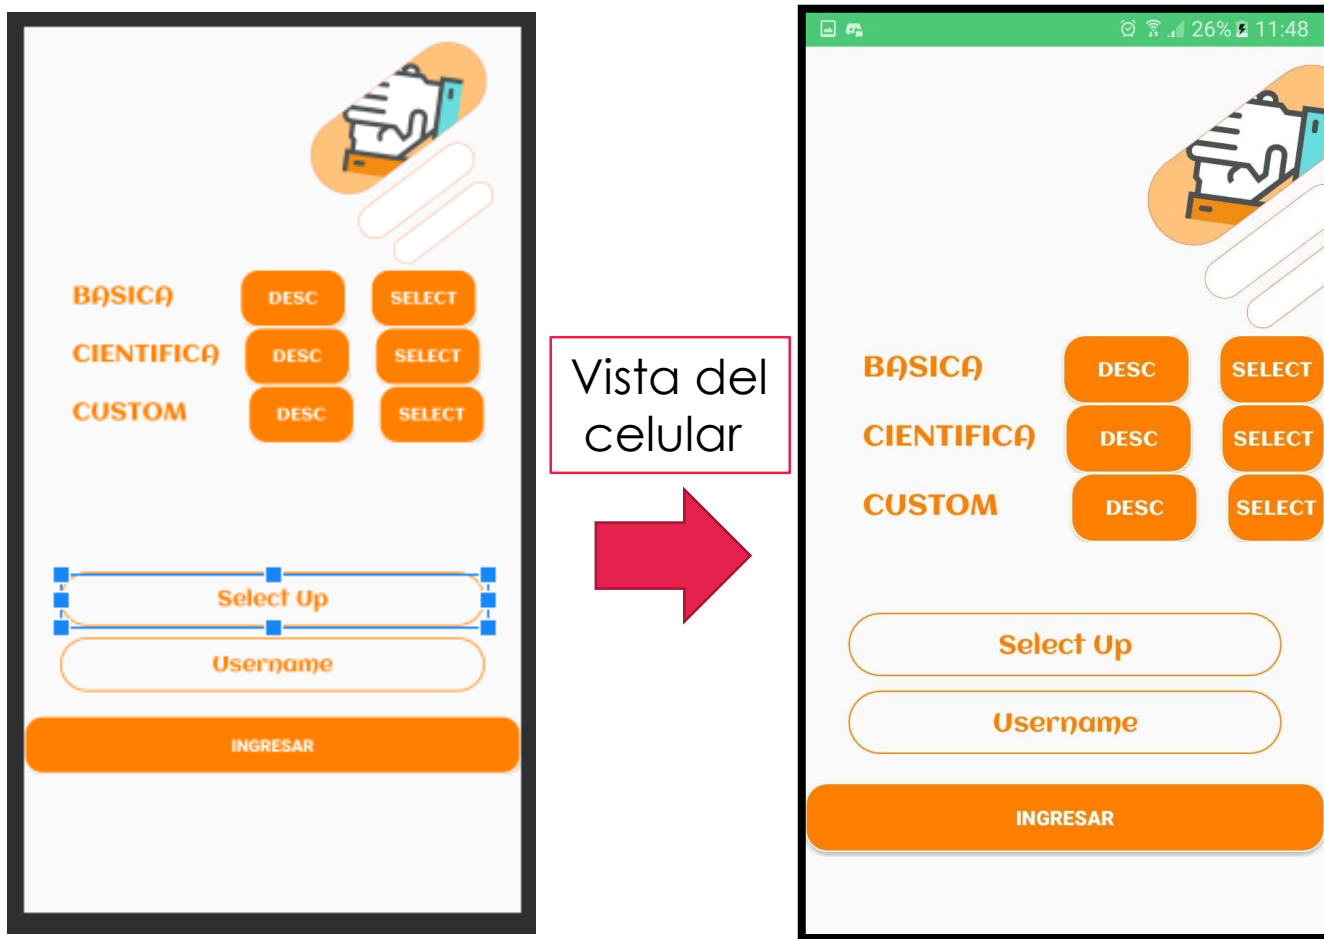 BASICA DESC SELECT
CIENTIFICA DESC SELECT
CUSTOM DESC SELECT
Select Up
Username
INGRESAR
Vista del
celular
26% 11:48
BASICA DESC SELECT
CIENTIFICA DESC SELECT
CUSTOM DESC SELECT
Select Up
Username
INGRESAR